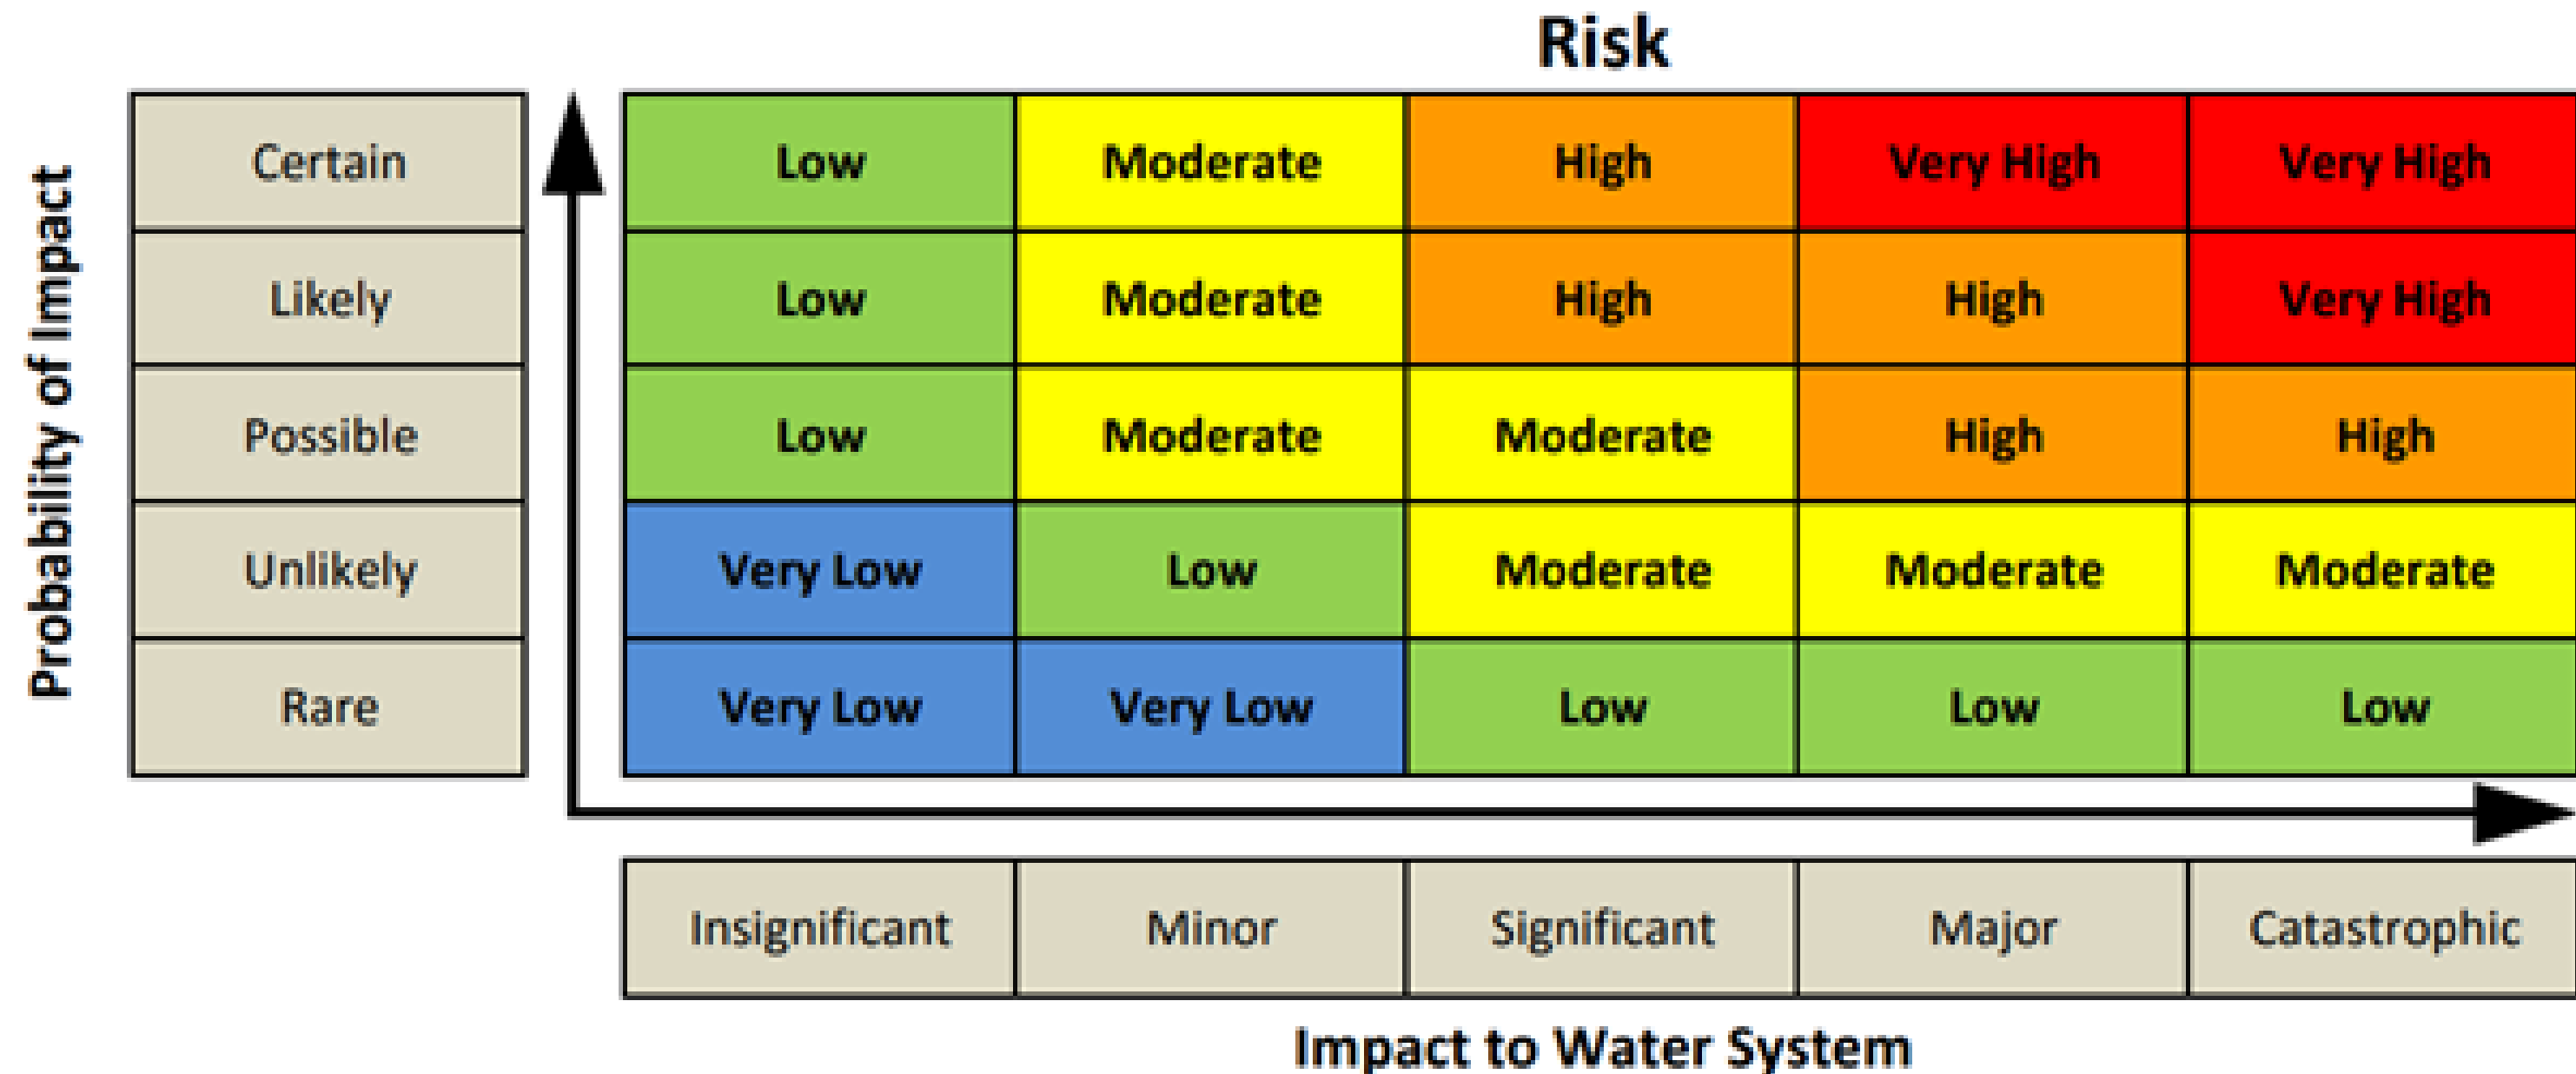 Risk
Probability of Impact
Certain Low Moderate High Very High Very High
Likely Low Moderate High High Very High
Possible Low Moderate Moderate High High
Unlikely Very Low Low Moderate Moderate Moderate
Rare Very Low Very Low Low Low Low
Insignificant Minor Significant Major Catastrophic
Impact to Water System